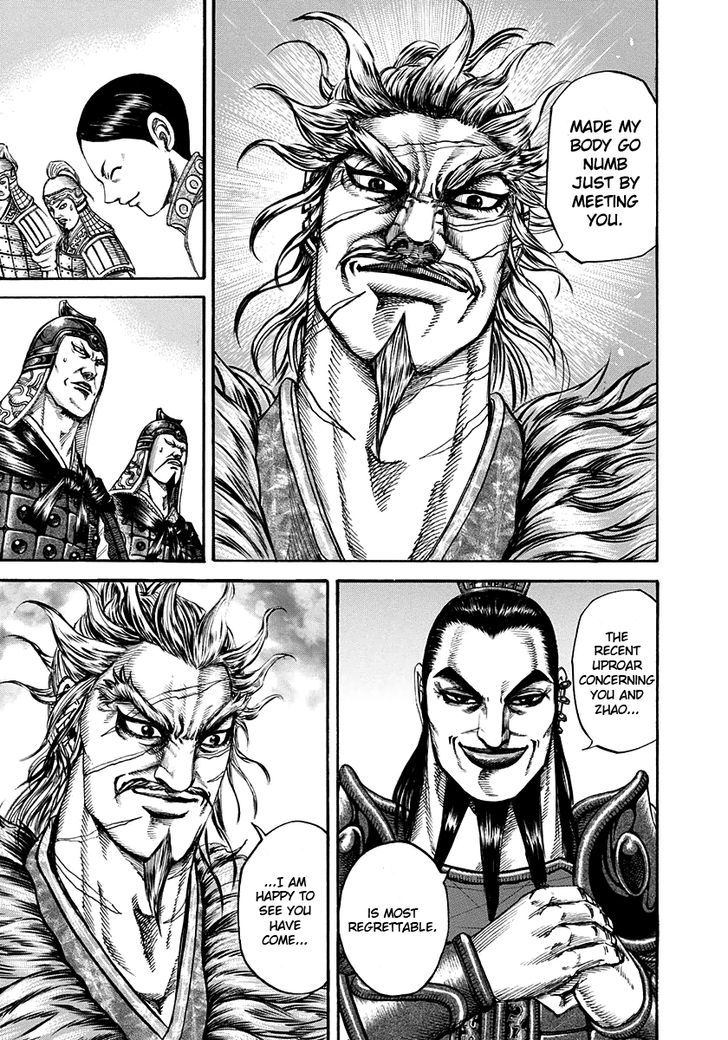 MADE MY
BODY GO
NUMB
JUST BY
MEETING
YOU.
THE
RECENT
UPROAR
CONCERNING
YOU AND
ZHAO...
IS MOST
REGRETTABLE.
...I AM
HAPPY TO
SEE YOU
HAVE
COME...